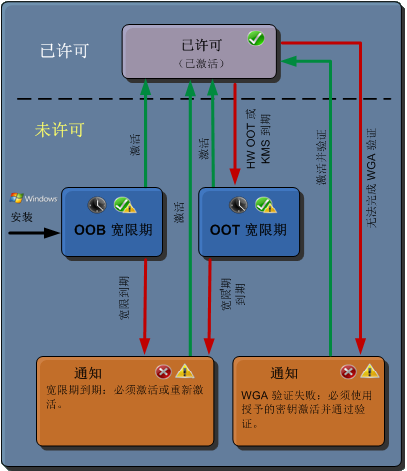 已许可
已许可
（已激活）
未许可
激活
激活
激活
HW OOT 或
KMS 到期
激活并验证
无法完成 WGA 验证
Windows
安装
OOB 宽限期
OOT 宽限期
宽限到期
宽限期
到期
通知
宽限期到期；必须激活或重新激
活。
通知
WGA 验证失败；必须使用
授予的密钥激活并通过验
证。